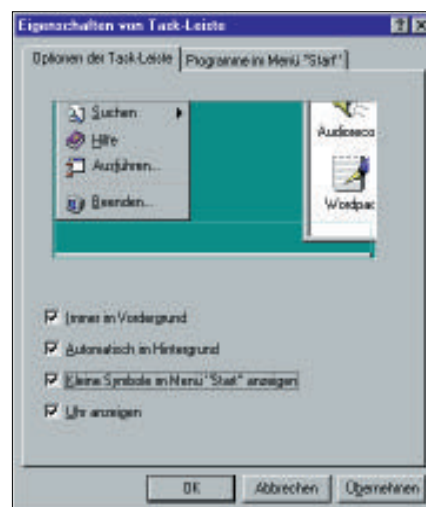 Eigenschaften von Task-Leiste
Optionen der Task-Leiste Programme im Menü "Start"
Suchen
Hilfe
Ausführen...
Beenden...
Audioreco
Wordpad
Immer im Vordergrund
Automatisch im Hintergrund
Kleine Symbole im Menü "Start" anzeigen
Uhr anzeigen
OK Abbrechen Übernehmen